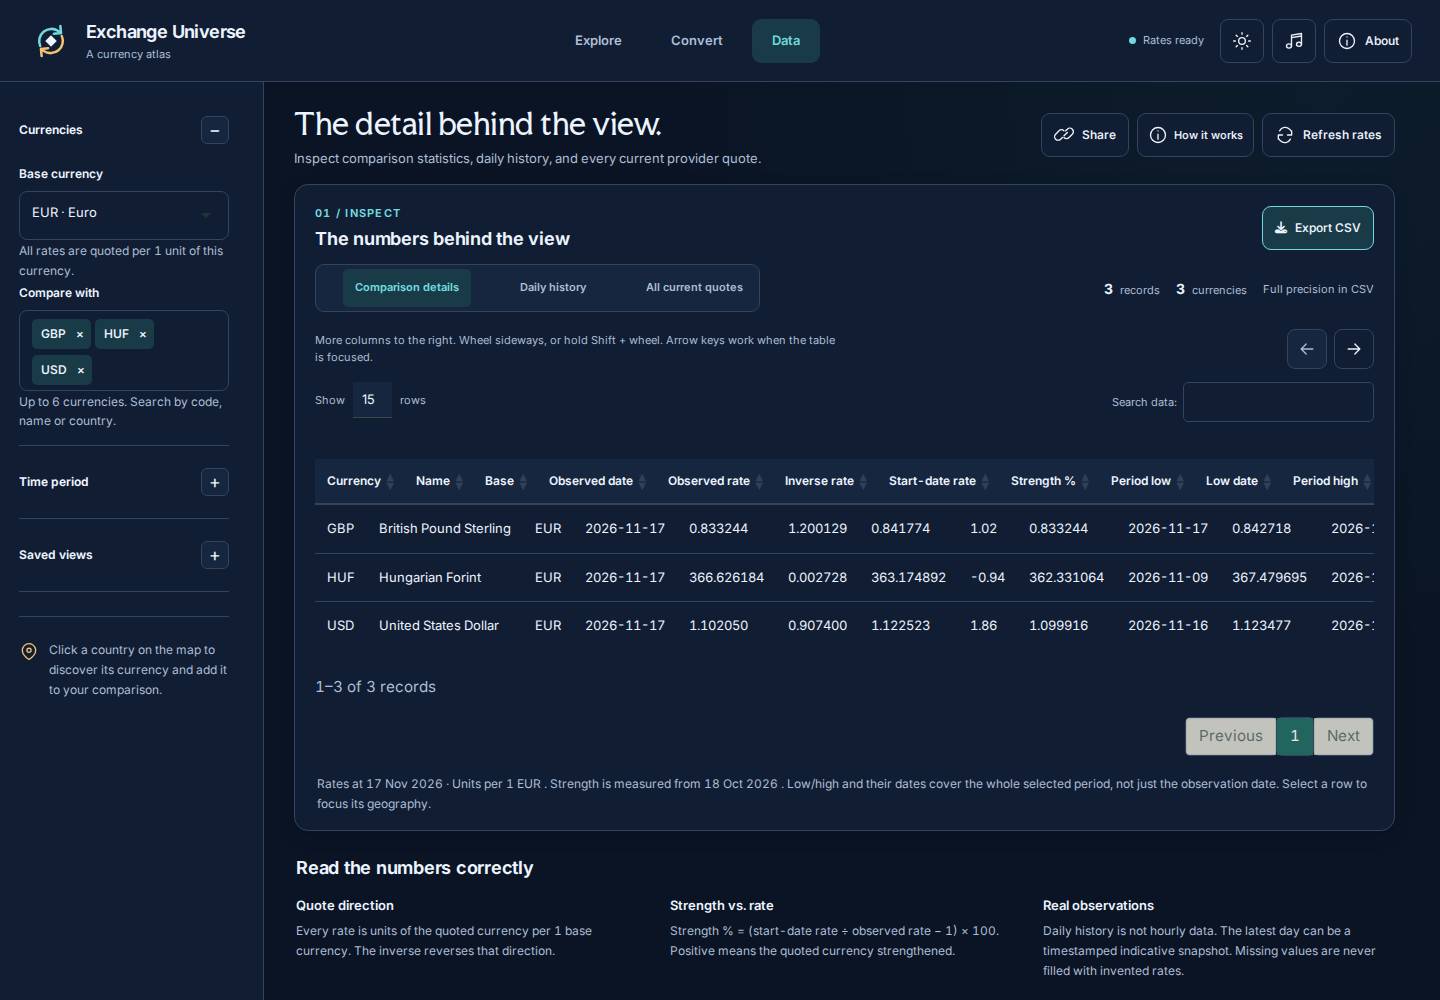 Exchange Universe
A currency atlas
Explore Convert Data
Rates ready
About
Currencies −
Base currency
EUR · Euro
All rates are quoted per 1 unit of this
currency.
Compare with
GBP × HUF ×
USD ×
Up to 6 currencies. Search by code,
name or country.
Time period +
Saved views +
Click a country on the map to
discover its currency and add it
to your comparison.
The detail behind the view.
Inspect comparison statistics, daily history, and every current provider quote.
Share How it works Refresh rates
01 / INSPECT
The numbers behind the view
Export CSV
Comparison details Daily history All current quotes
3 records 3 currencies Full precision in CSV
More columns to the right. Wheel sideways, or hold Shift + wheel. Arrow keys work when the table
is focused.
← →
Show 15 rows
Search data:
Currency Name Base Observed date Observed rate Inverse rate Start-date rate Strength % Period low Low date Period high
GBP British Pound Sterling EUR 2026-11-17 0.833244 1.200129 0.841774 1.02 0.833244 2026-11-17 0.842718 2026-1
HUF Hungarian Forint EUR 2026-11-17 366.626184 0.002728 363.174892 -0.94 362.331064 2026-11-09 367.479695 2026-1
USD United States Dollar EUR 2026-11-17 1.102050 0.907400 1.122523 1.86 1.099916 2026-11-16 1.123477 2026-1
1–3 of 3 records
Previous 1 Next
Rates at 17 Nov 2026 · Units per 1 EUR . Strength is measured from 18 Oct 2026 . Low/high and their dates cover the whole selected period, not just the observation date. Select a row to
focus its geography.
Read the numbers correctly
Quote direction
Every rate is units of the quoted currency per 1 base
currency. The inverse reverses that direction.
Strength vs. rate
Strength % = (start-date rate ÷ observed rate − 1) × 100.
Positive means the quoted currency strengthened.
Real observations
Daily history is not hourly data. The latest day can be a
timestamped indicative snapshot. Missing values are never
filled with invented rates.